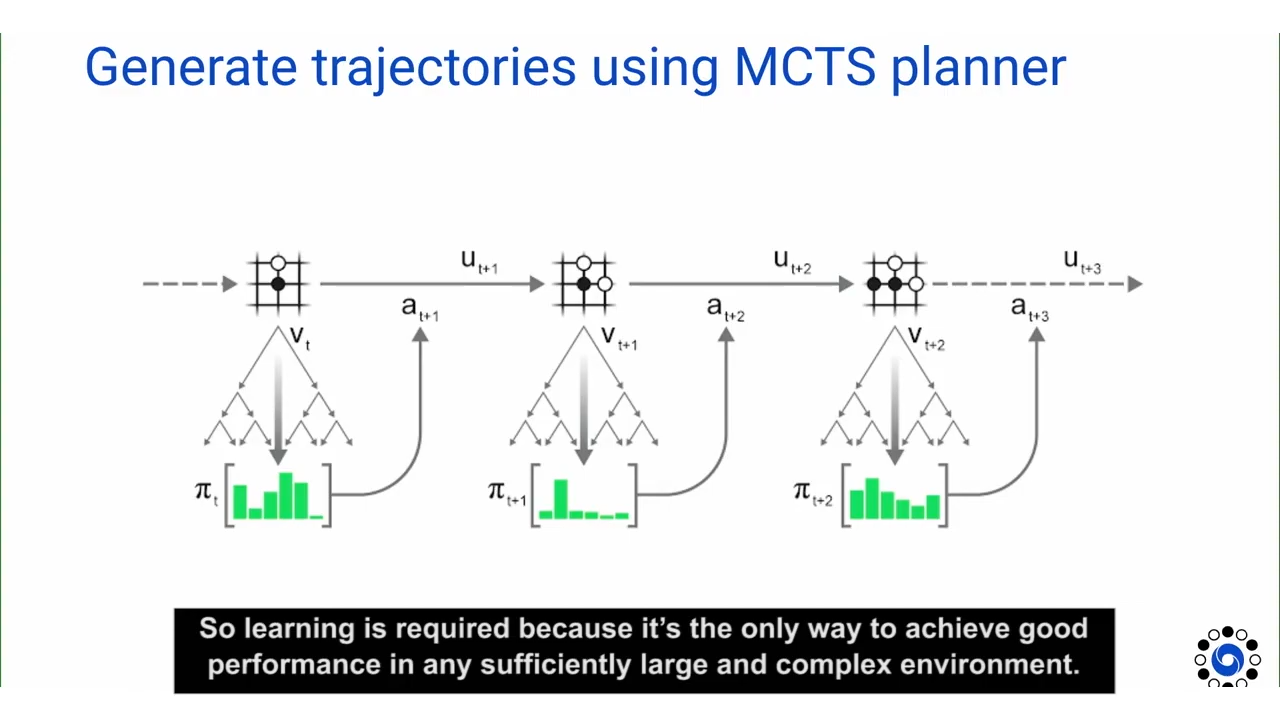 Generate trajectories using MCTS planner
u t+1
u t+2
u t+3
a t+1
a t+2
a t+3
v t
v t+1
v t+2
π t
π t+1
π t+2
So learning is required because it's the only way to achieve good
performance in any sufficiently large and complex environment.